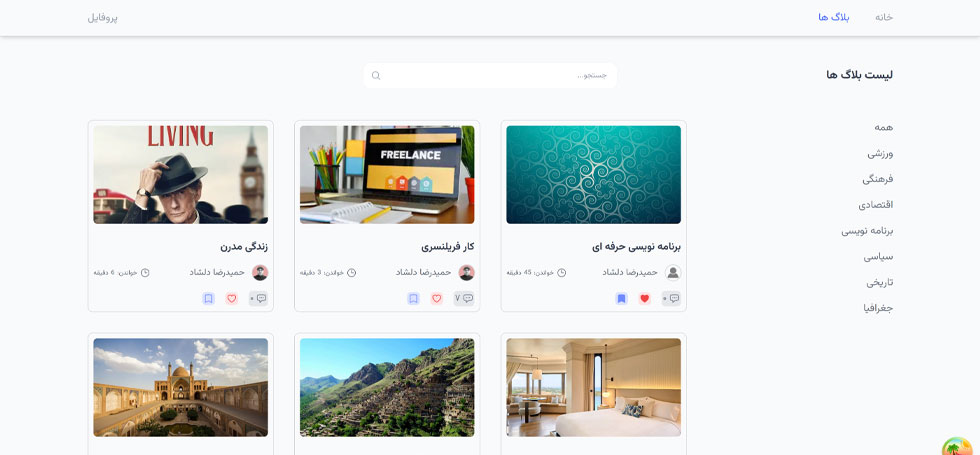 خانه
بلاگ ها
پروفایل
لیست بلاگ ها
جستجو...
همه
ورزشی
فرهنگی
اقتصادی
برنامه نویسی
سیاسی
تاریخی
جغرافیا
برنامه نویسی حرفه ای
حمیدرضا دلشاد
خواندن: 45 دقیقه
۰
FREELANCE
کار فریلنسری
حمیدرضا دلشاد
خواندن: 3 دقیقه
۷
LIVING
زندگی مدرن
حمیدرضا دلشاد
خواندن: 6 دقیقه
۰